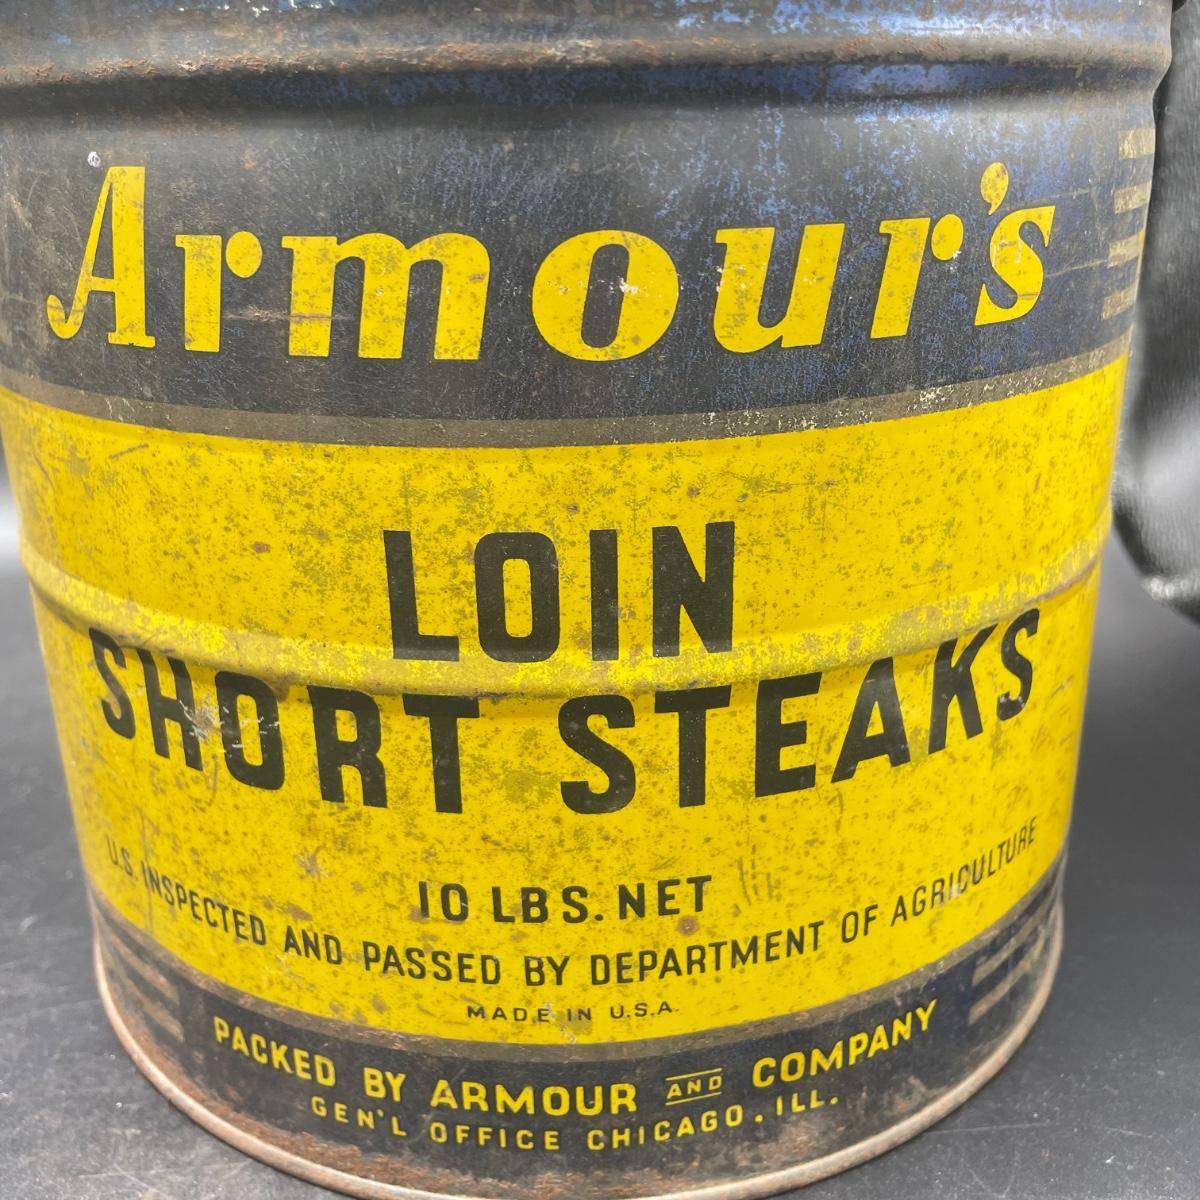 Armour's
LOIN
SHORT STEAKS
10 LBS. NET
U.S. INSPECTED AND PASSED BY DEPARTMENT OF AGRICULTURE
MADE IN U.S.A.
PACKED BY ARMOUR AND COMPANY
GEN'L OFFICE CHICAGO, ILL.